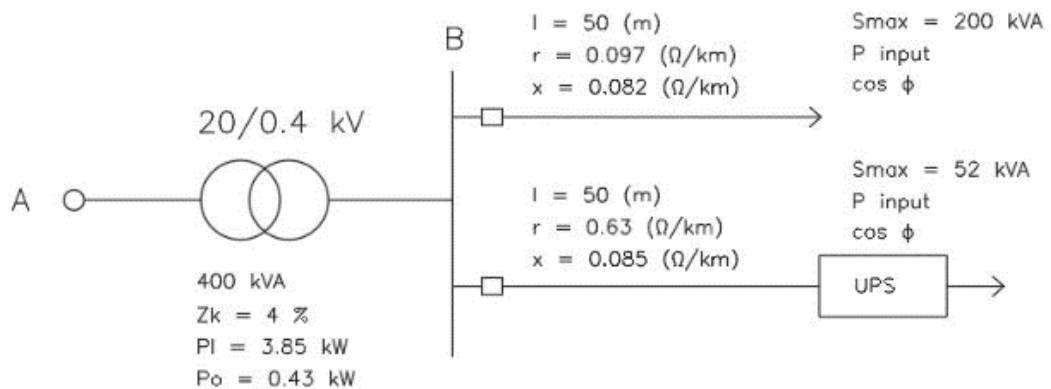 A
20/0.4 kV
400 kVA
Zk = 4 %
Pl = 3.85 kW
Po = 0.43 kW
B
l = 50 (m)
r = 0.097 (Ω/km)
x = 0.082 (Ω/km)
Smax = 200 kVA
P input
cos ϕ
l = 50 (m)
r = 0.63 (Ω/km)
x = 0.085 (Ω/km)
Smax = 52 kVA
P input
cos ϕ
UPS